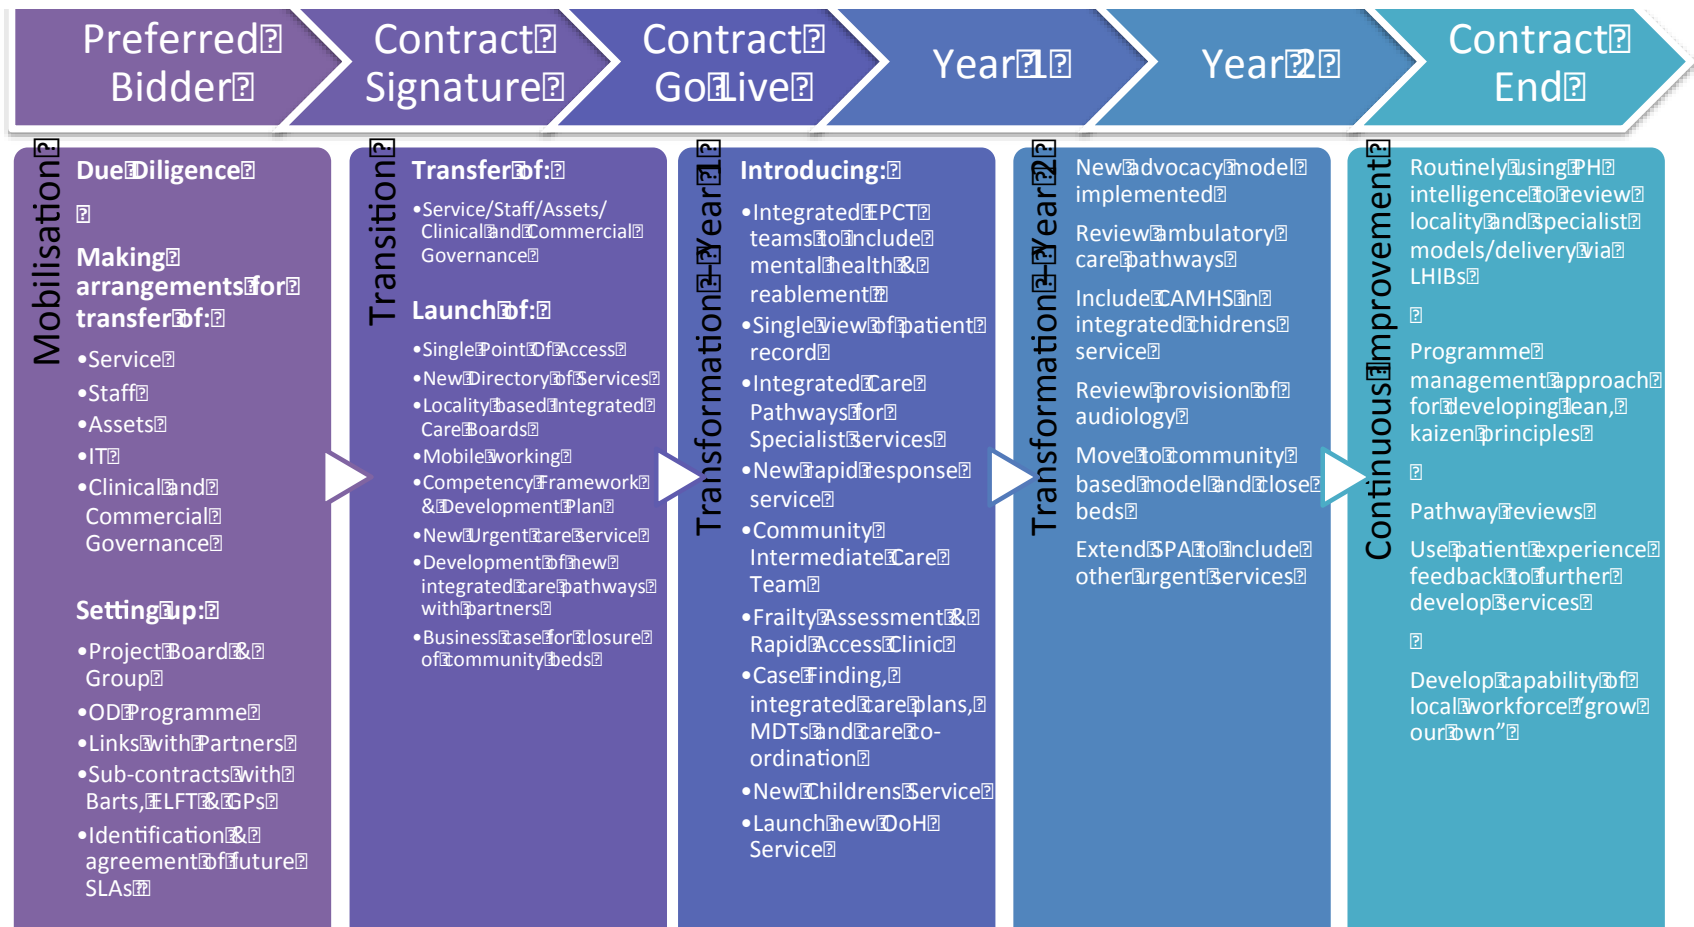 Preferred
Bidder
Contract
Signature
Contract
Go Live
Year 1
Year 2
Contract
End
Mobilisation
Due Diligence
Making
arrangements for
transfer of:
•Service
•Staff
•Assets
•IT
•Clinical and
Commercial
Governance
Setting up:
•Project Board &
Group
•OD Programme
•Links with Partners
•Sub-contracts with
Barts, ELFT & GPs
•Identification &
agreement of future
SLAs
Transition
Transfer of:
•Service/Staff/Assets/
Clinical and Commercial
Governance
Launch of:
•Single Point Of Access
•New Directory of Services
•Locality based Integrated
Care Boards
•Mobile working
•Competency Framework
& Development Plan
•New Urgent care service
•Development of new
integrated care pathways
with partners
•Business case for closure
of community beds
Transformation – Year 1
Introducing:
•Integrated EPCT
teams to include
mental health &
reablement
•Single view of patient
record
•Integrated Care
Pathways for
Specialist services
•New rapid response
service
•Community
Intermediate Care
Team
•Frailty Assessment &
Rapid Access Clinic
•Case Finding,
integrated care plans,
MDTs and care co-
ordination
•New Childrens Service
•Launch new DoH
Service
Transformation – Year 2
New advocacy model
implemented
Review ambulatory
care pathways
Include CAMHS in
integrated chidrens
service
Review provision of
audiology
Move to community
based model and close
beds
Extend SPA to include
other urgent services
Continuous Improvement
Routinely using PH
intelligence to review
locality and specialist
models/delivery via
LHIBs
Programme
management approach
for developing lean,
kaizen principles
Pathway reviews
Use patient experience
feedback to further
develop services
Develop capability of
local workforce "grow
our own"